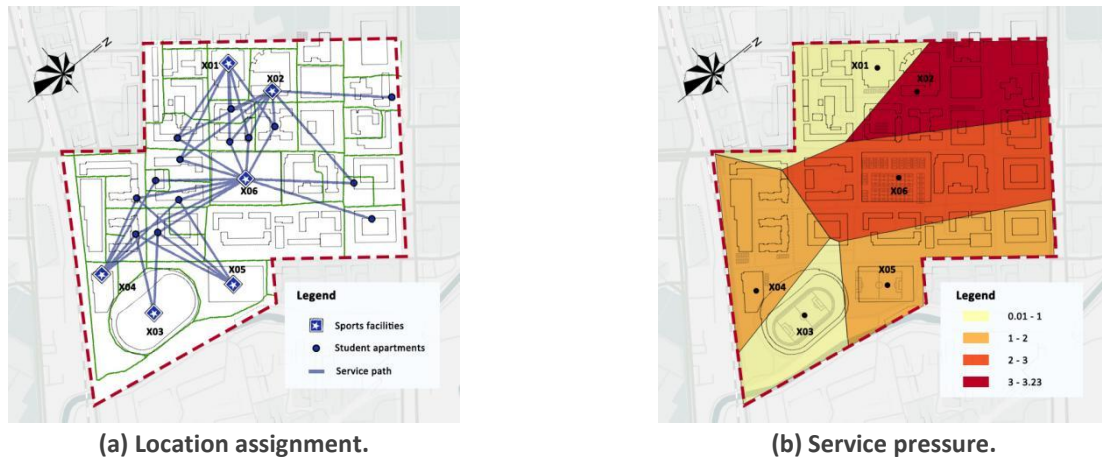 N
X01
X02
X06
X04
X05
X03
Legend
Sports facilities
Student apartments
Service path
(a) Location assignment.
N
X01
X02
X06
X04
X05
X03
Legend
0.01 - 1
1 - 2
2 - 3
3 - 3.23
(b) Service pressure.